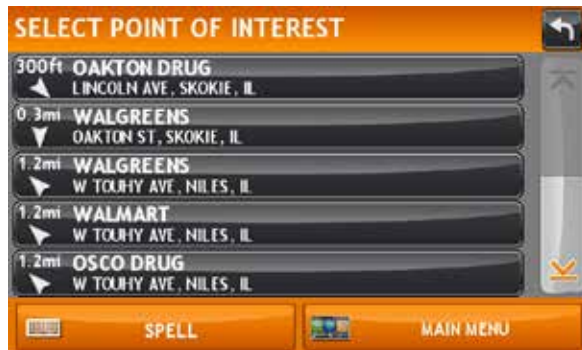 SELECT POINT OF INTEREST
300ft OAKTON DRUG
LINCOLN AVE, SKOKIE, IL
0.3mi WALGREENS
OAKTON ST, SKOKIE, IL
1.2mi WALGREENS
W TOUHY AVE, NILES, IL
1.2mi WALMART
W TOUHY AVE, NILES, IL
1.2mi OSCO DRUG
W TOUHY AVE, NILES, IL
SPELL
MAIN MENU